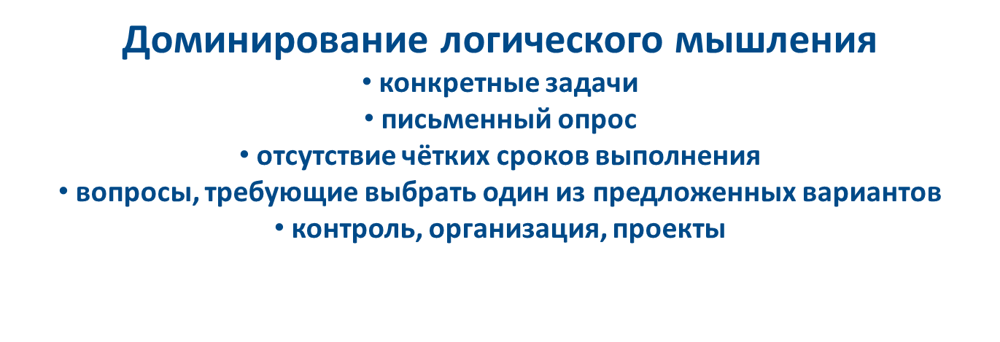 Доминирование логического мышления
• конкретные задачи
• письменный опрос
• отсутствие чётких сроков выполнения
• вопросы, требующие выбрать один из предложенных вариантов
• контроль, организация, проекты